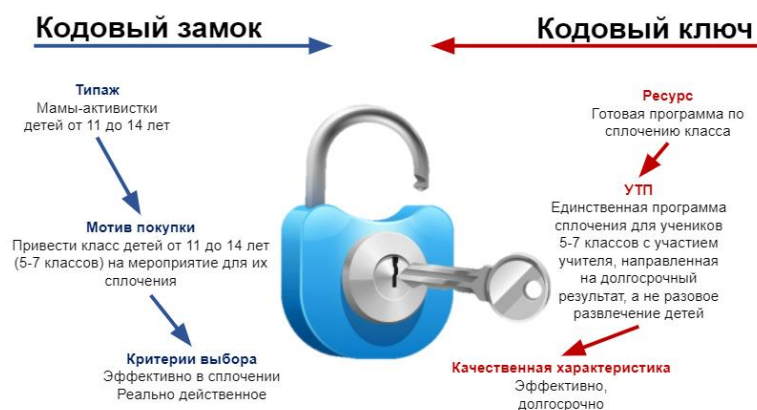 Кодовый замок
Кодовый ключ
Типаж
Мамы-активистки
детей от 11 до 14 лет
Мотив покупки
Привести класс детей от 11 до 14 лет
(5-7 классов) на мероприятие для их
сплочения
Критерии выбора
Эффективно в сплочении
Реально действенное
Ресурс
Готовая программа по
сплочению класса
УТП
Единственная программа
сплочения для учеников
5-7 классов с участием
учителя, направленная
на долгосрочный
результат, а не разовое
развлечение детей
Качественная характеристика
Эффективно,
долгосрочно